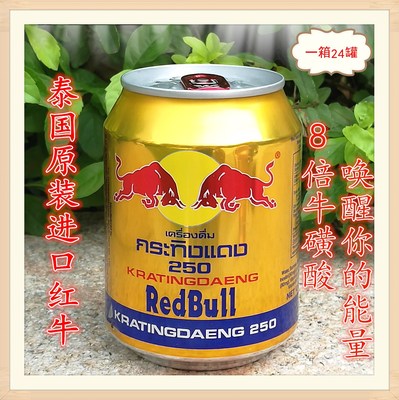 一箱24罐
泰国原装进口红牛
唤醒你的能量
8倍牛磺酸
เครื่องดื่ม
กระทิงแดง
250
KRATINGDAENG
RedBull
KRATINGDAENG 250